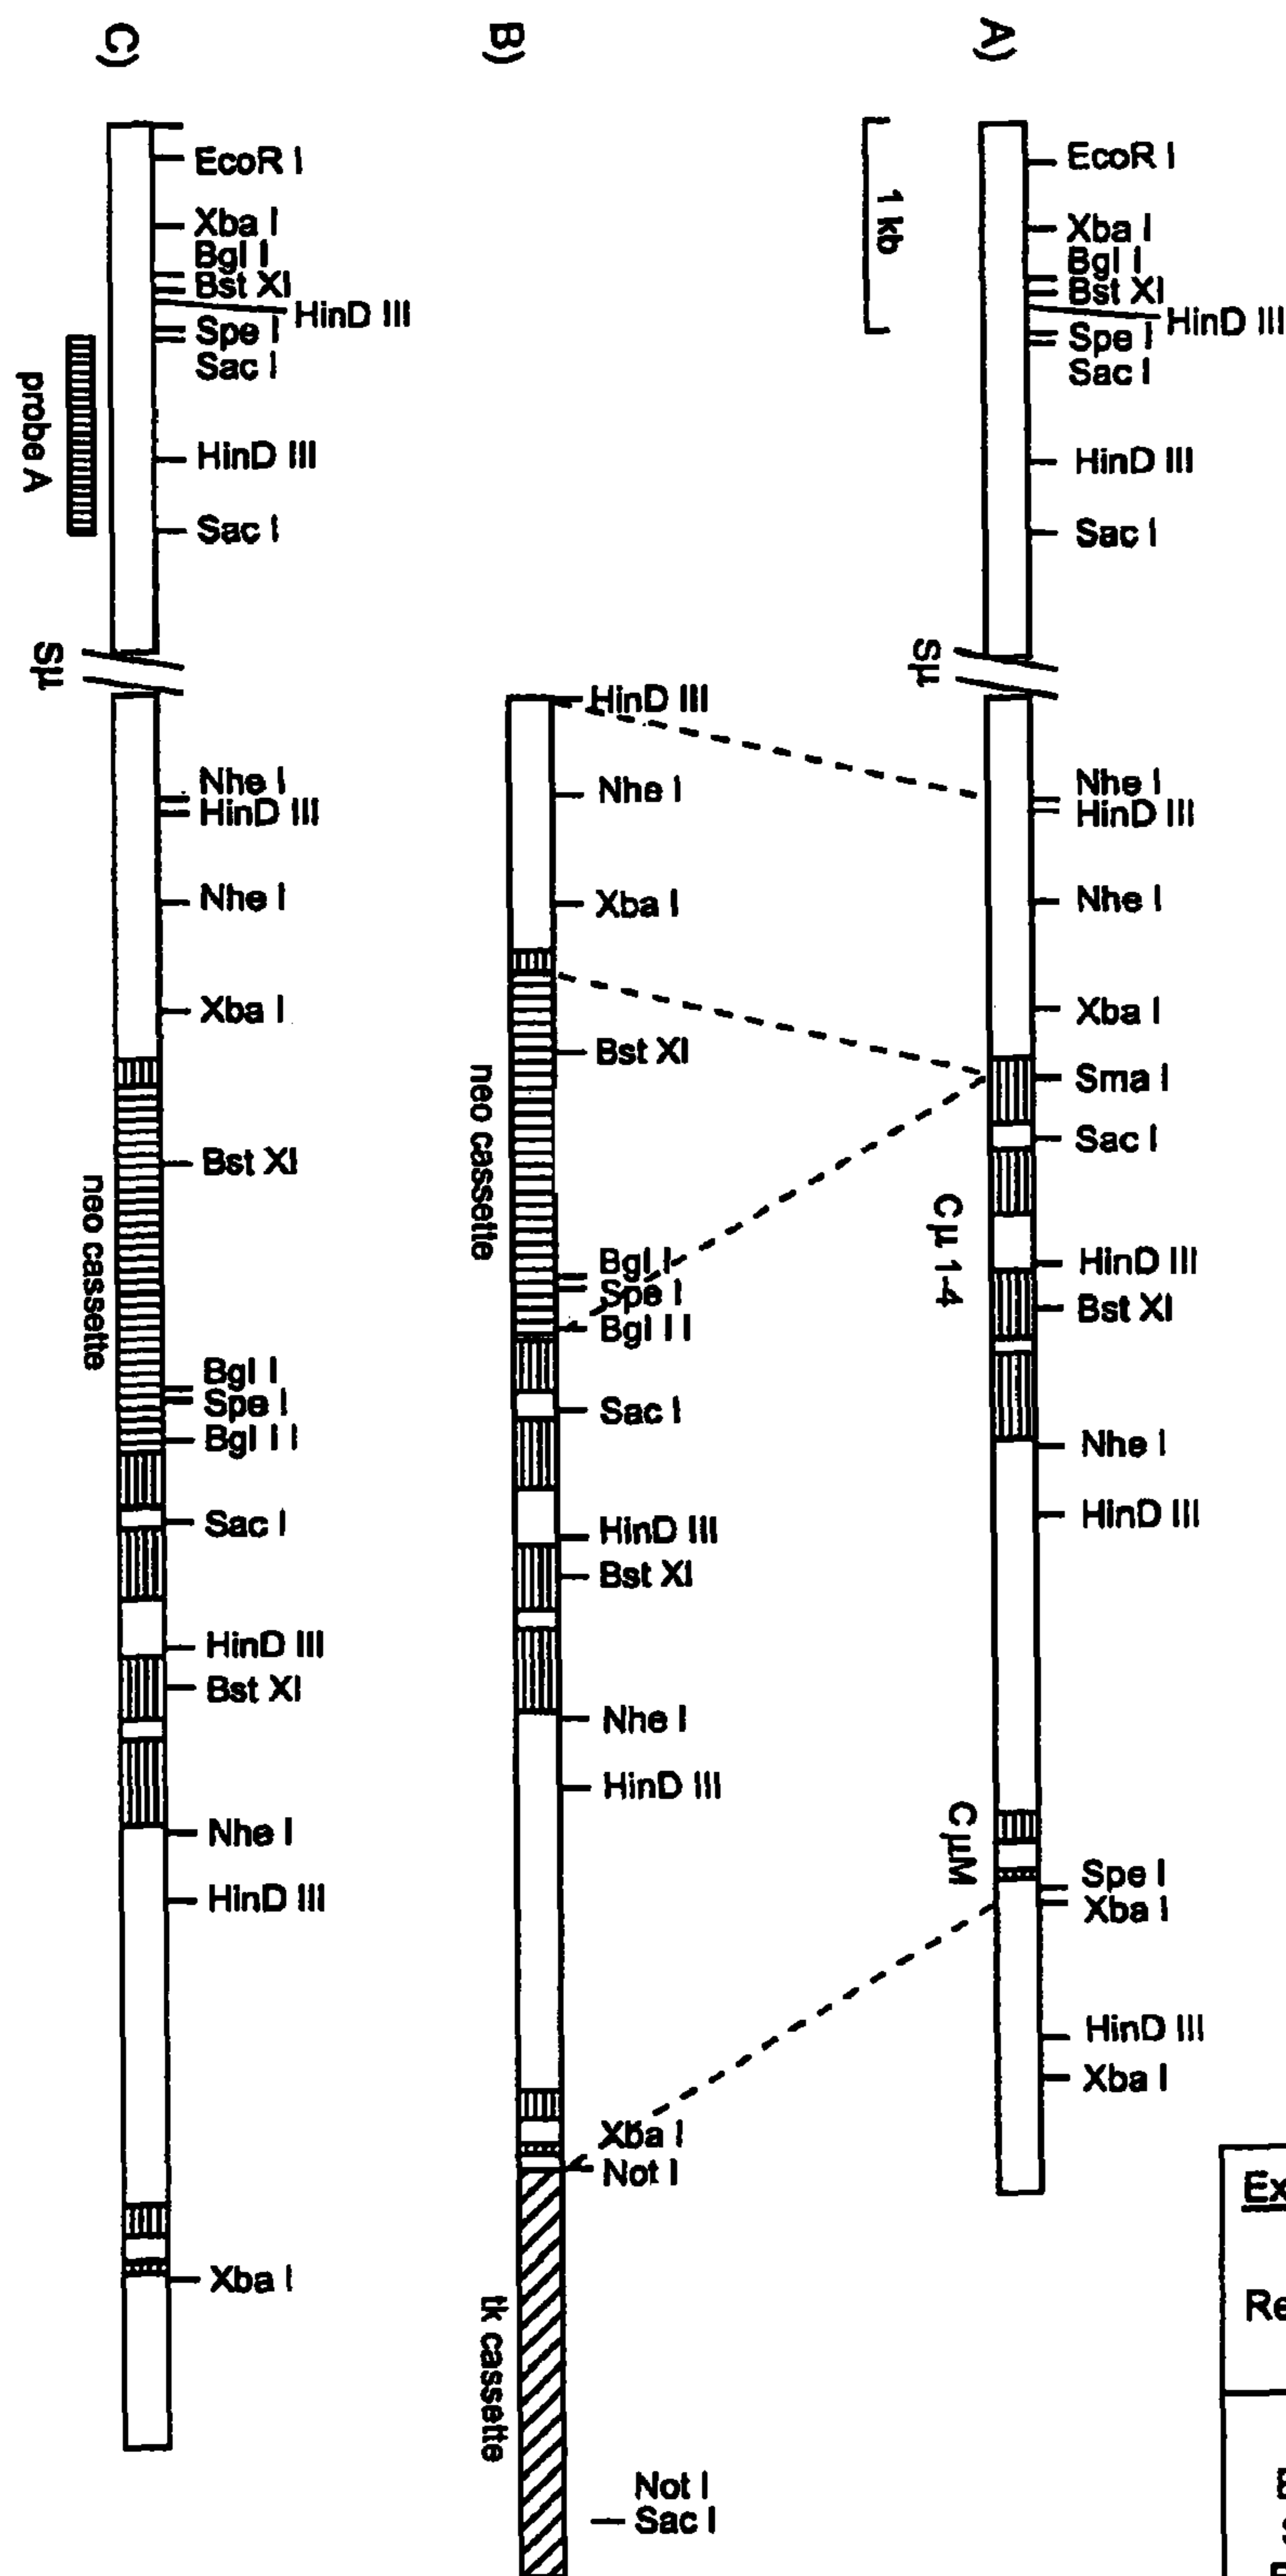 A)
EcoR I
Xba I
Bgl I
Bst XI
HinD III
Spe I
Sac I
HinD III
Sac I
Sµ
Nhe I
HinD III
Nhe I
Xba I
Sma I
Sac I
Cµ 1-4
HinD III
Bst XI
Nhe I
HinD III
CµM
Spe I
Xba I
HinD III
Xba I
1 kb
B)
HinD III
Nhe I
Xba I
Bst XI
neo cassette
Bgl I
Spe I
Bgl II
Sac I
HinD III
Bst XI
Nhe I
HinD III
Xba I
Not I
tk cassette
Not I
Sac I
C)
EcoR I
Xba I
Bgl I
Bst XI
HinD III
Spe I
Sac I
probe A
HinD III
Sac I
Sµ
Nhe I
HinD III
Nhe I
Xba I
Bst XI
neo cassette
Bgl I
Spe I
Bgl II
Sac I
HinD III
Bst XI
Nhe I
HinD III
Xba I
Ex
Re